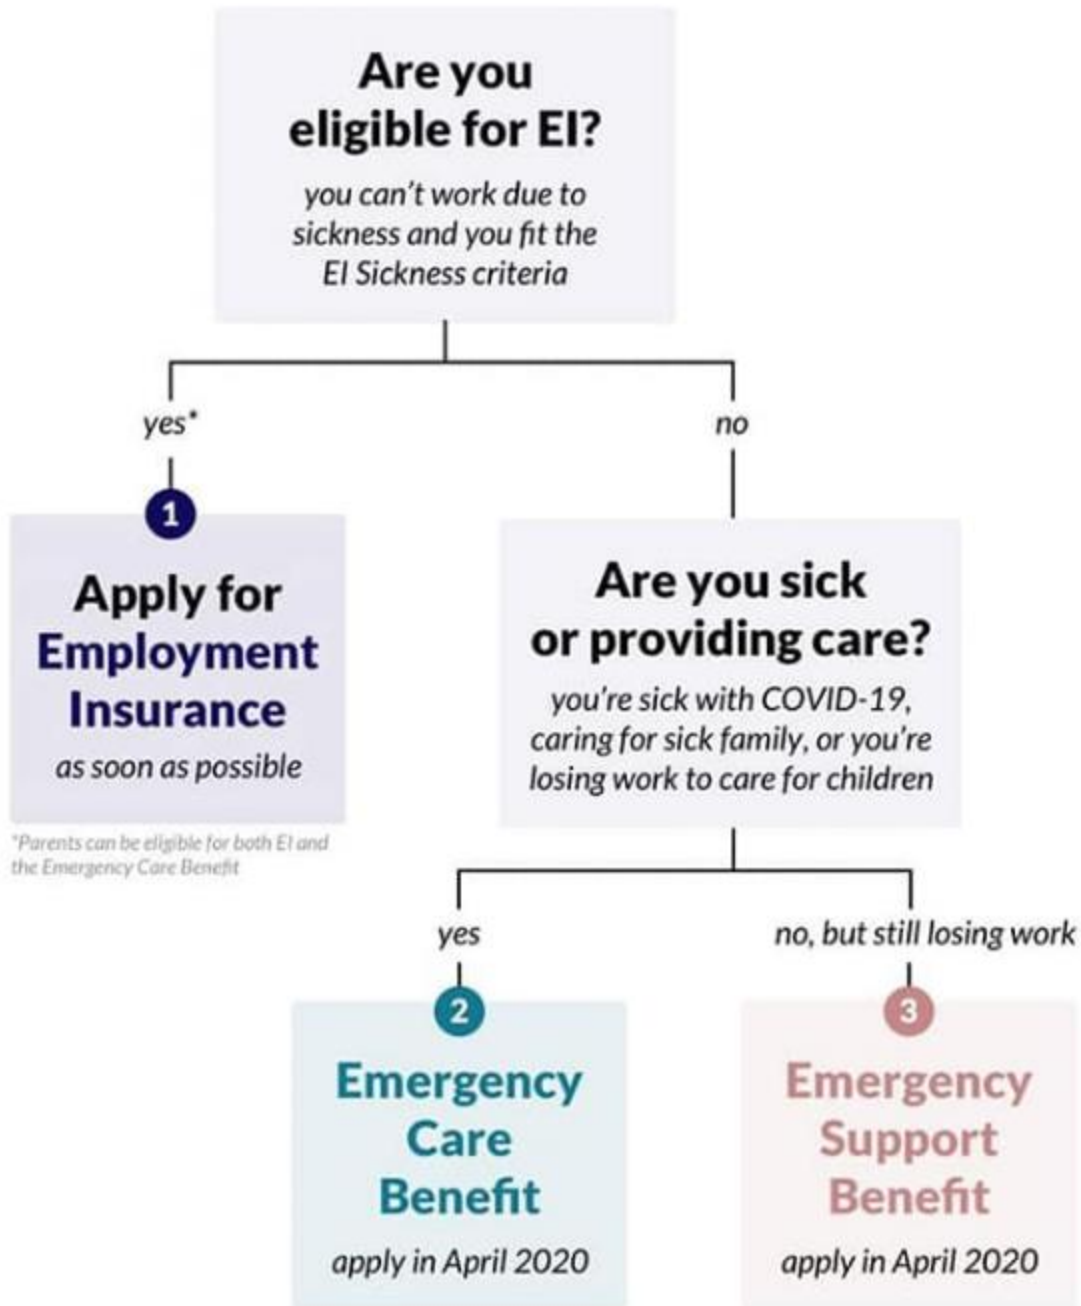 Are you
eligible for EI?
you can't work due to
sickness and you fit the
EI Sickness criteria
yes*
no
1
Apply for
Employment
Insurance
as soon as possible
*Parents can be eligible for both EI and
the Emergency Care Benefit
Are you sick
or providing care?
you're sick with COVID-19,
caring for sick family, or you're
losing work to care for children
yes
no, but still losing work
2
Emergency
Care
Benefit
apply in April 2020
3
Emergency
Support
Benefit
apply in April 2020